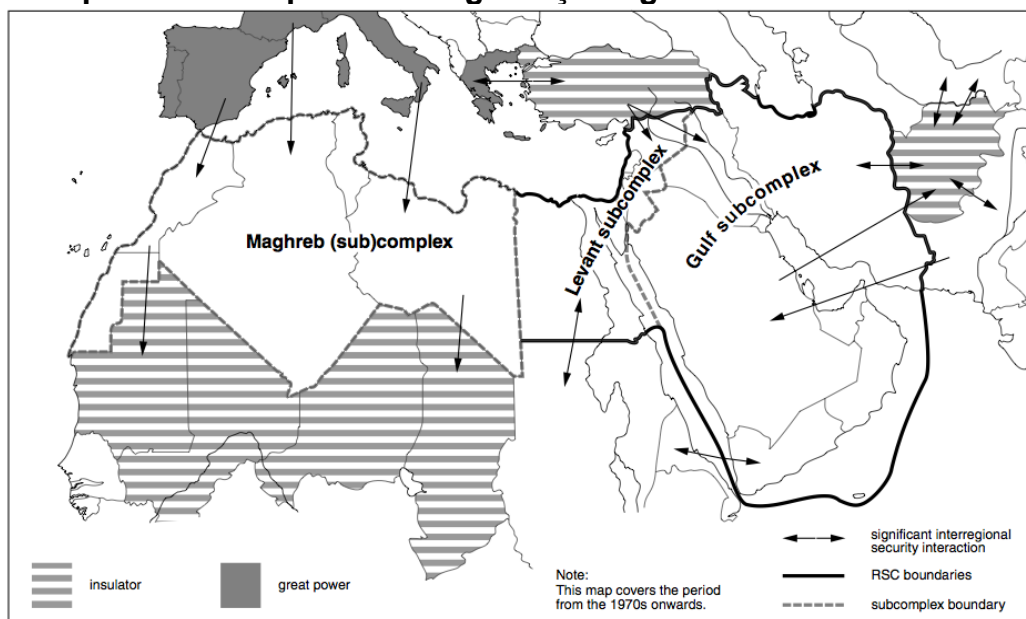 Maghreb (sub)complex
Levant subcomplex
Gulf subcomplex
insulator
great power
Note:
This map covers the period
from the 1970s onwards.
significant interregional
security interaction
RSC boundaries
subcomplex boundary